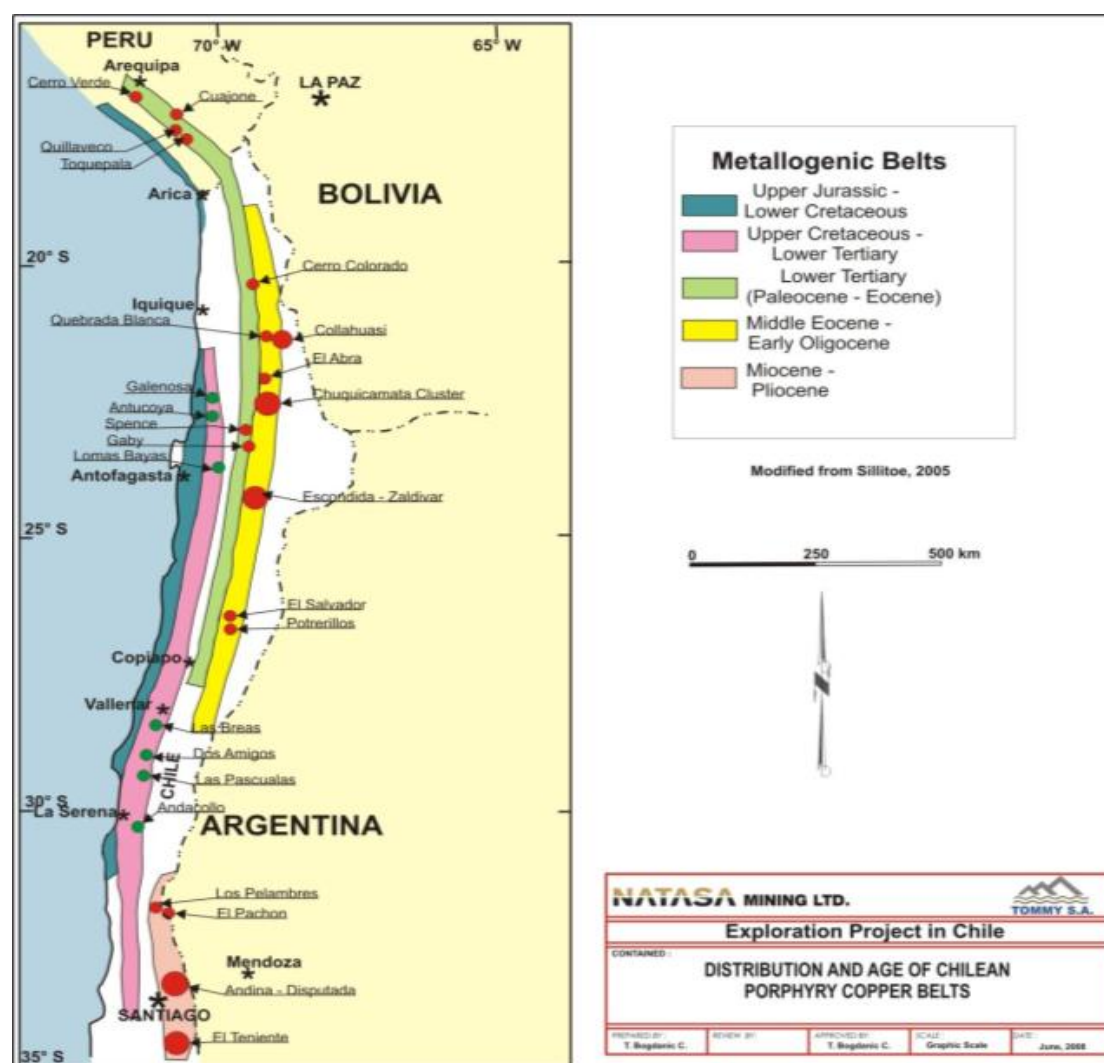 PERU
70° W
65° W
Arequipa
Cerro Verde
Cuajone
LA PAZ
Quillaveco
Toquepala
Arica
BOLIVIA
20° S
Cerro Colorado
Iquique
Quebrada Blanca
Collahuasi
El Abra
Galenosa
Chuquicamata Cluster
Antucoya
Spence
Gaby
Lomas Bayas
Antofagasta
Escondida - Zaldivar
25° S
El Salvador
Potrerillos
Copiapo
Vallenar
Las Breas
Dos Amigos
CHILE
Las Pascualas
Andacollo
La Serena
30° S
ARGENTINA
Los Pelambres
El Pachon
Mendoza
Andina - Disputada
SANTIAGO
El Teniente
35° S
Metallogenic Belts
Upper Jurassic -
Lower Cretaceous
Upper Cretaceous -
Lower Tertiary
Lower Tertiary
(Paleocene - Eocene)
Middle Eocene -
Early Oligocene
Miocene -
Pliocene
Modified from Sillitoe, 2005
0 250 500 km
NATASA MINING LTD.
TOMMY S.A.
Exploration Project in Chile
CONTAINED :
DISTRIBUTION AND AGE OF CHILEAN
PORPHYRY COPPER BELTS
PREPARED BY : REVIEW BY: APPROVED BY : SCALE : DATE :
T. Bogdanic C. T. Bogdanic C. Graphic Scale June, 2008